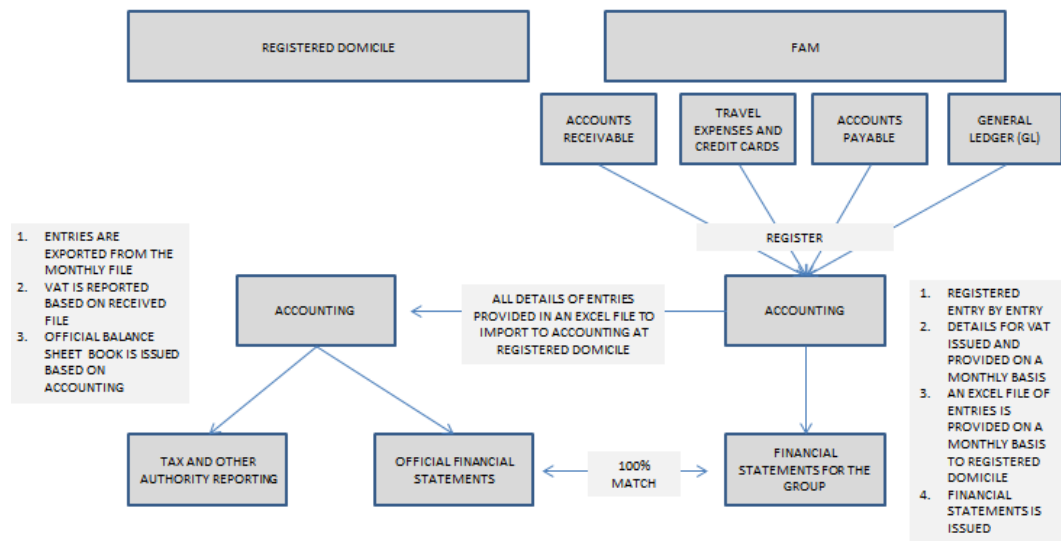 REGISTERED DOMICILE
FAM
ACCOUNTS
RECEIVABLE
TRAVEL
EXPENSES AND
CREDIT CARDS
ACCOUNTS
PAYABLE
GENERAL
LEDGER (GL)
REGISTER
1. ENTRIES ARE
EXPORTED FROM THE
MONTHLY FILE
2. VAT IS REPORTED
BASED ON RECEIVED
FILE
3. OFFICIAL BALANCE
SHEET BOOK IS ISSUED
BASED ON
ACCOUNTING
ACCOUNTING
ALL DETAILS OF ENTRIES
PROVIDED IN AN EXCEL FILE TO
IMPORT TO ACCOUNTING AT
REGISTERED DOMICILE
ACCOUNTING
1. REGISTERED
ENTRY BY ENTRY
2. DETAILS FOR VAT
ISSUED AND
PROVIDED ON A
MONTHLY BASIS
3. AN EXCEL FILE OF
ENTRIES IS
PROVIDED ON A
MONTHLY BASIS
TO REGISTERED
DOMICILE
4. FINANCIAL
STATEMENTS IS
ISSUED
TAX AND OTHER
AUTHORITY REPORTING
OFFICIAL FINANCIAL
STATEMENTS
100%
MATCH
FINANCIAL
STATEMENTS FOR THE
GROUP